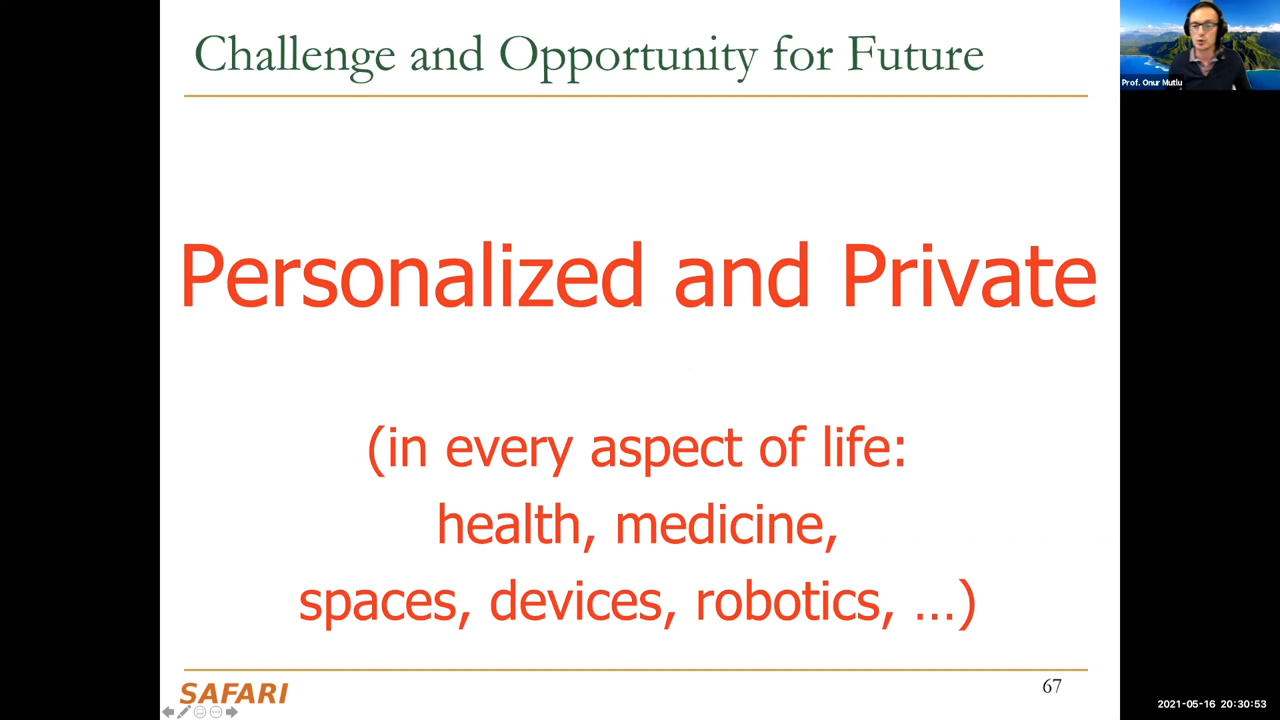 Challenge and Opportunity for Future
Prof. Onur Mutlu
Personalized and Private
(in every aspect of life:
health, medicine,
spaces, devices, robotics, …)
SAFARI
67
2021-05-16 20:30:53